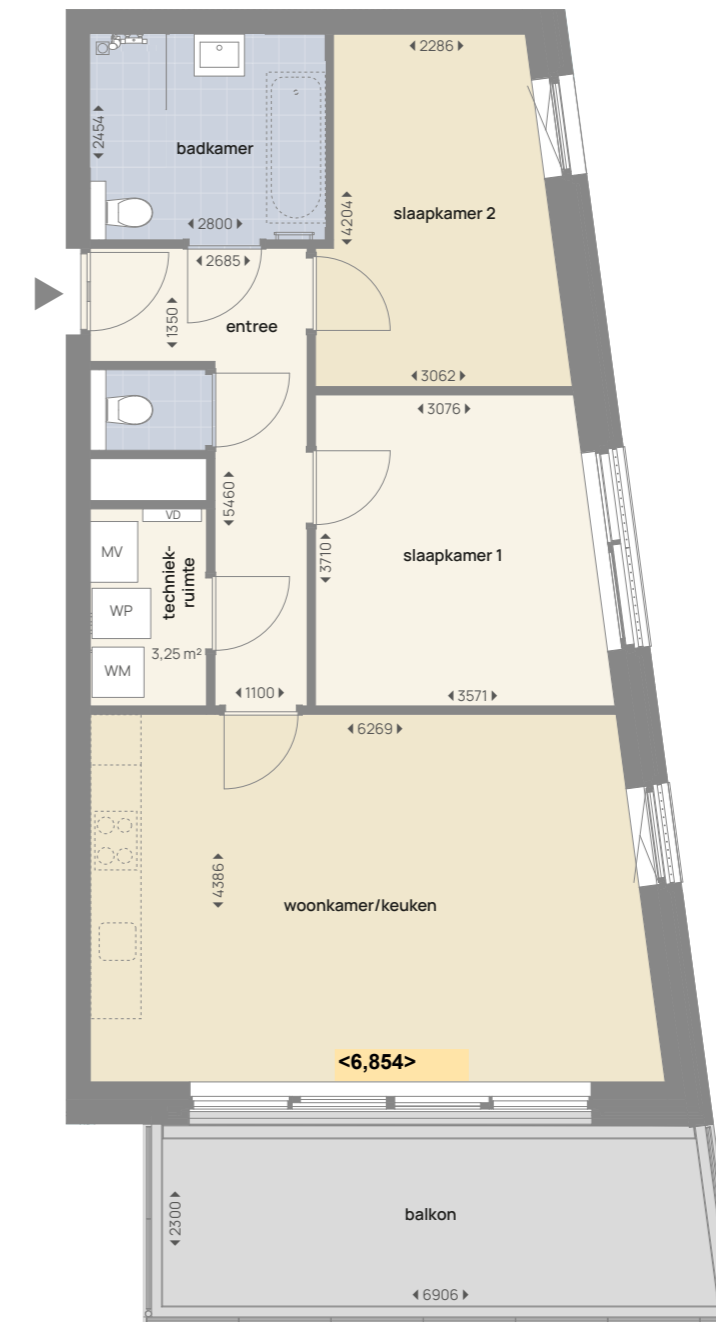 2286
2454
badkamer
slaapkamer 2
4204
2800
2685
1350
entree
3062
3076
5460
VD
MV
techniek-
ruimte
3710
slaapkamer 1
WP
3,25 m²
WM
1100
3571
6269
4386
woonkamer/keuken
<6,854>
2300
balkon
6906